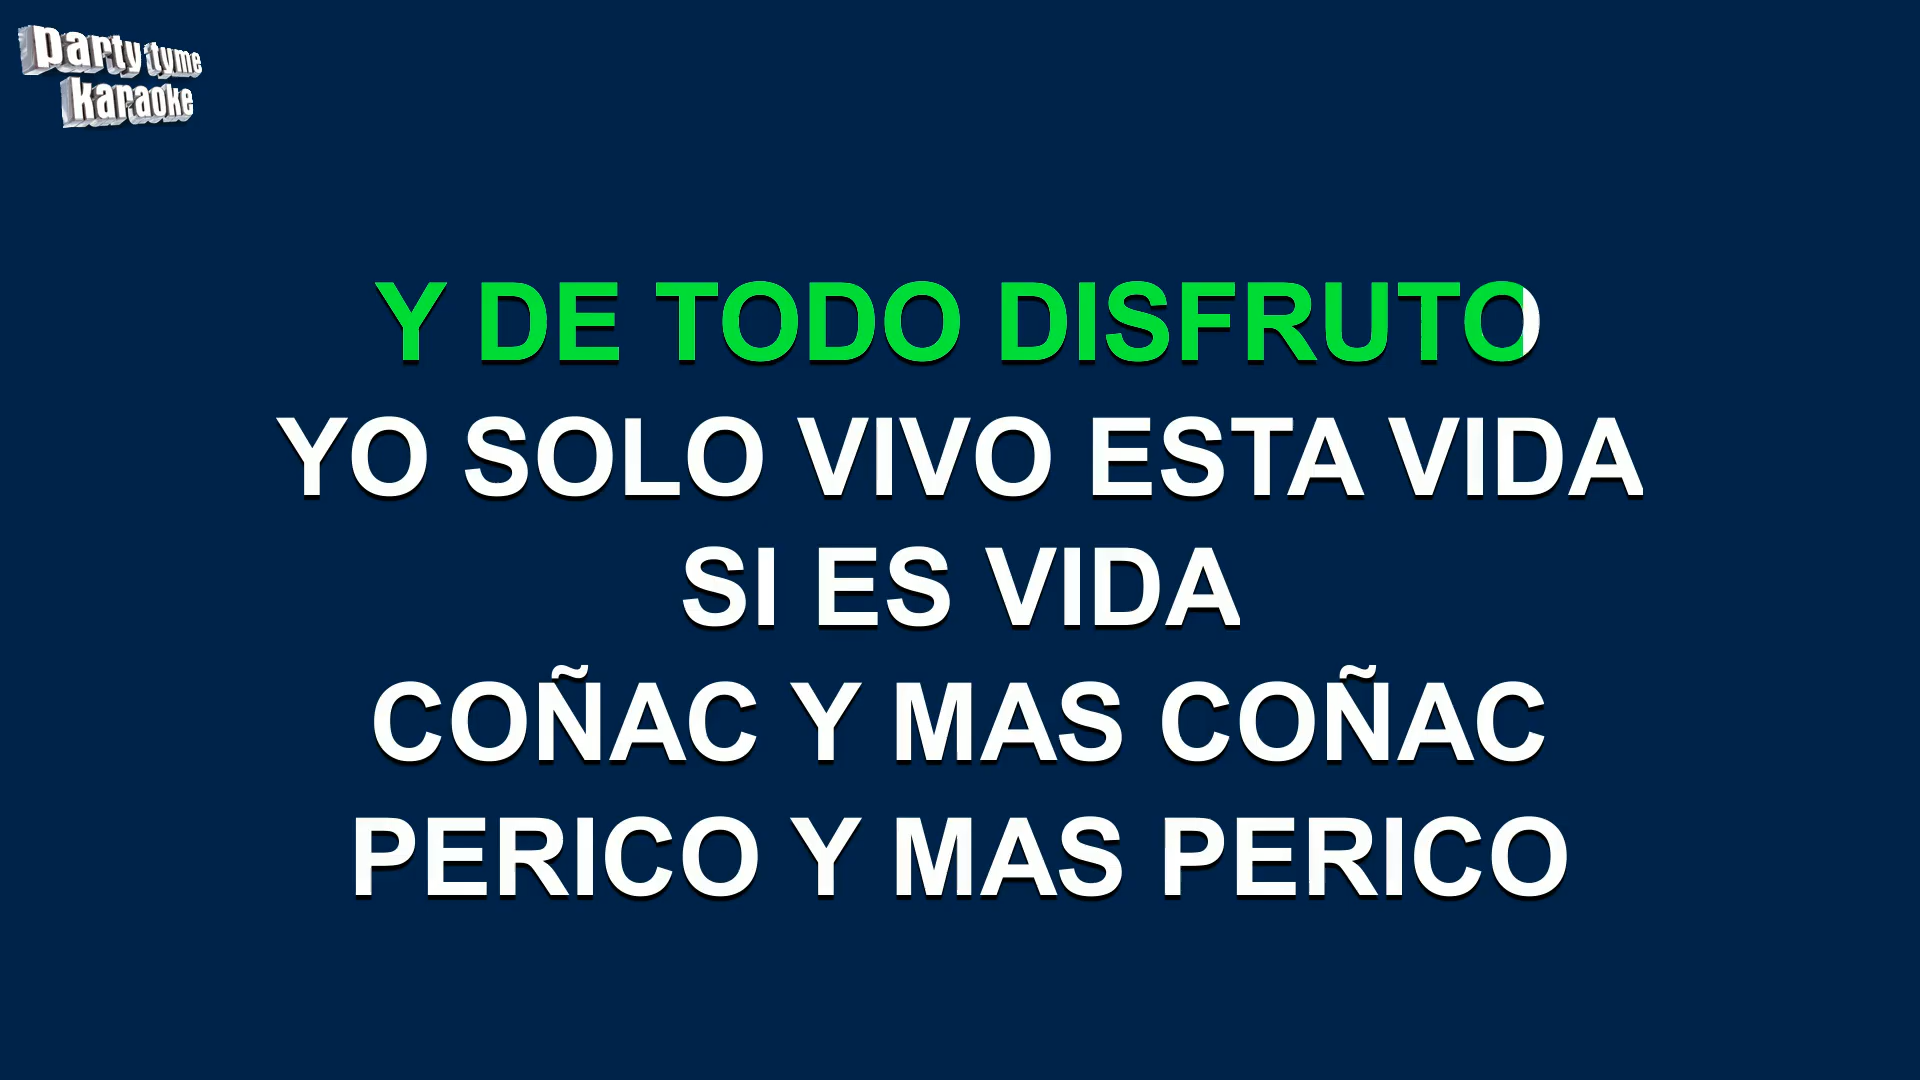 party tyme
karaoke
Y DE TODO DISFRUTO
YO SOLO VIVO ESTA VIDA
SI ES VIDA
COÑAC Y MAS COÑAC
PERICO Y MAS PERICO